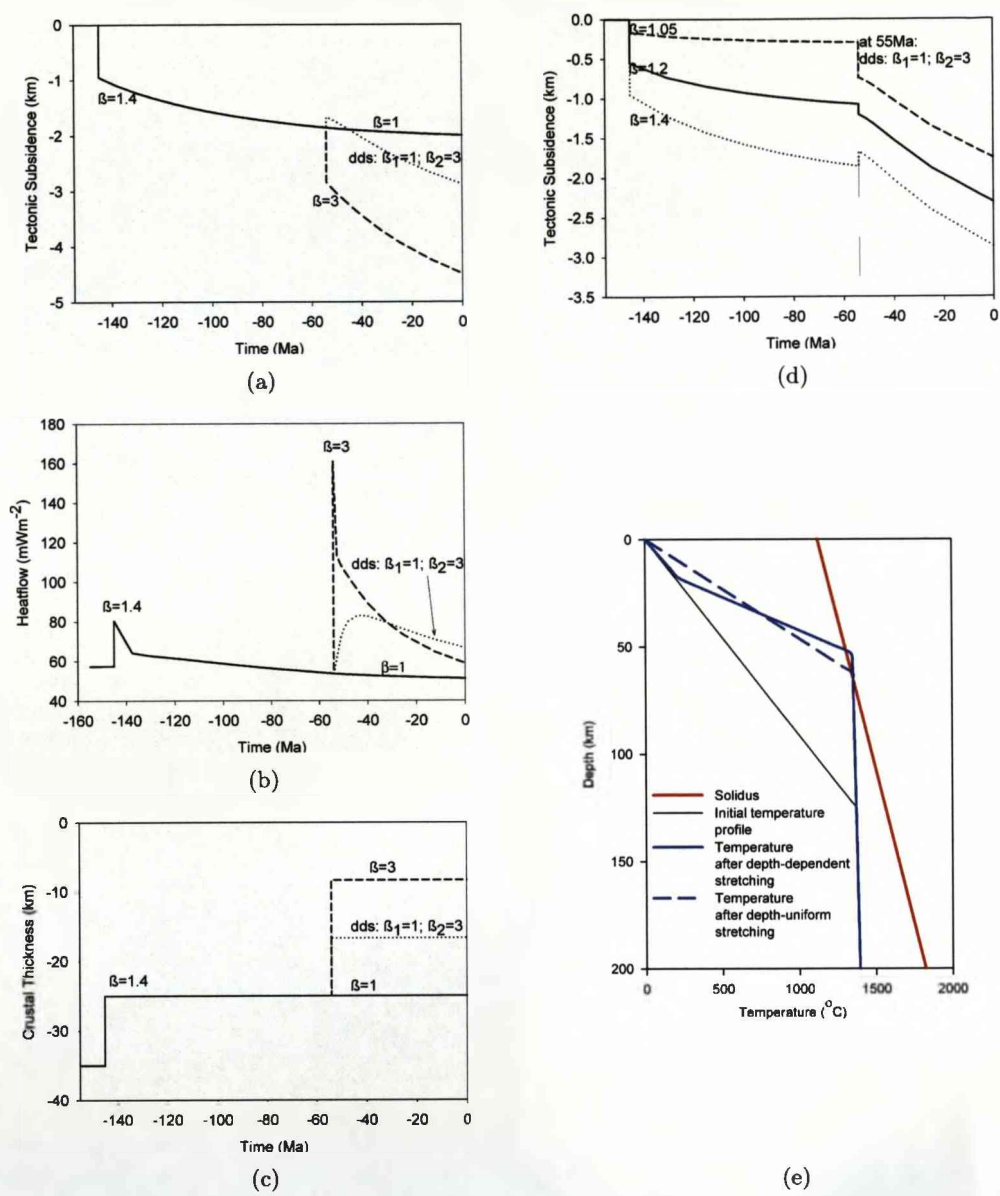 0
-1
-2
-3
-4
-5
Tectonic Subsidence (km)
ß=1.4
ß=1
dds: ß1=1; ß2=3
ß=3
-140 -120 -100 -80 -60 -40 -20 0
Time (Ma)
(a)
0.0
-0.5
-1.0
-1.5
-2.0
-2.5
-3.0
-3.5
Tectonic Subsidence (km)
ß=1.05
at 55Ma:
dds: ß1=1; ß2=3
ß=1.2
ß=1.4
-140 -120 -100 -80 -60 -40 -20 0
Time (Ma)
(d)
180
160
140
120
100
80
60
40
Heatflow (mWm-2)
ß=3
dds: ß1=1; ß2=3
ß=1.4
ß=1
-160 -140 -120 -100 -80 -60 -40 -20 0
Time (Ma)
(b)
0
-10
-20
-30
-40
Crustal Thickness (km)
ß=3
dds: ß1=1; ß2=3
ß=1.4
ß=1
-140 -120 -100 -80 -60 -40 -20 0
Time (Ma)
(c)
0
50
100
150
200
Depth (km)
Solidus
Initial temperature
profile
Temperature
after depth-dependent
stretching
Temperature
after depth-uniform
stretching
0 500 1000 1500 2000
Temperature (°C)
(e)